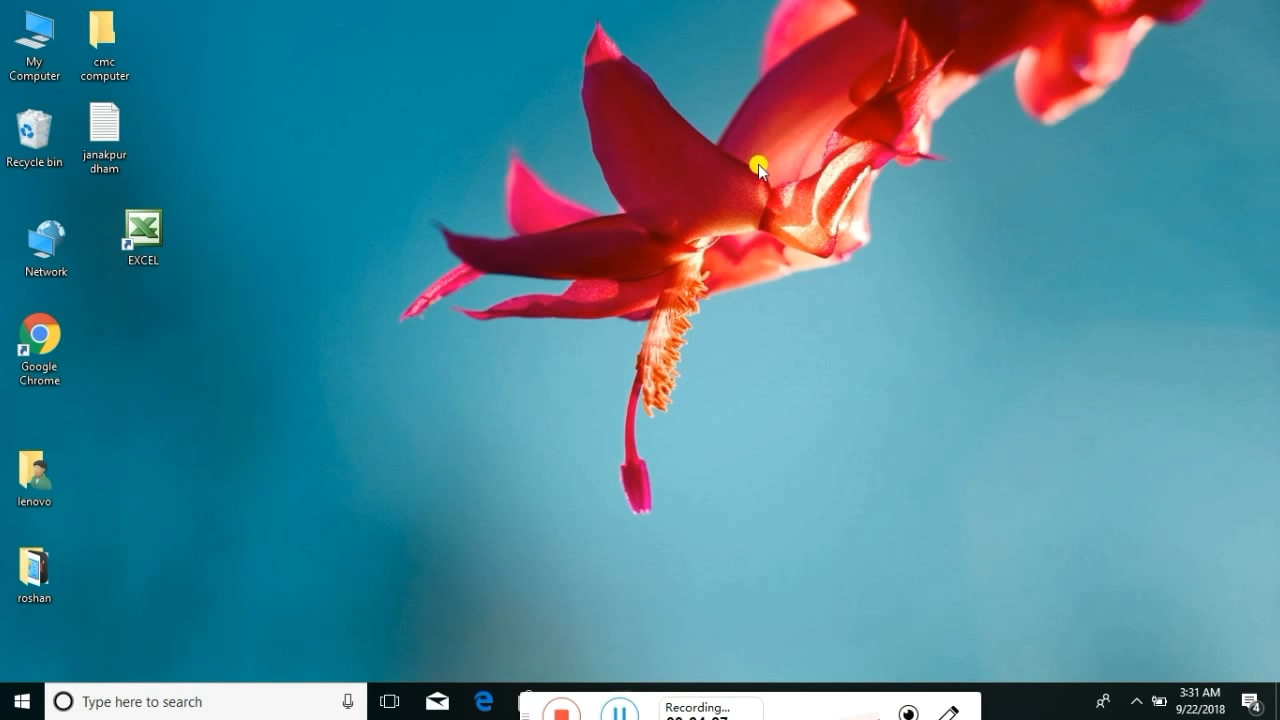 My
Computer
cmc
computer
Recycle bin
janakpur
dham
Network
EXCEL
Google
Chrome
lenovo
roshan
Type here to search
Recording...
3:31 AM
9/22/2018
4